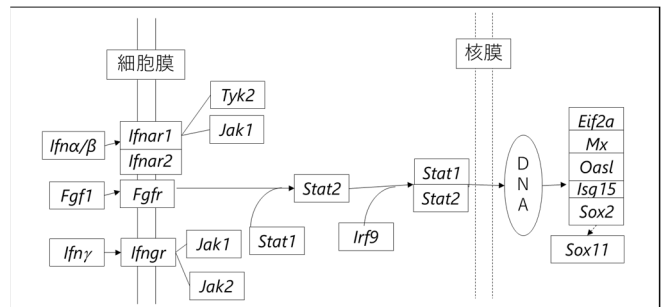 細胞膜
核膜
Tyk2
Jak1
Ifnα/β
Ifnar1
Ifnar2
Fgf1
Fgfr
Stat2
Stat1
Irf9
Stat1
Stat2
Ifnγ
Ifngr
Jak1
Jak2
DNA
Eif2a
Mx
Oasl
Isg15
Sox2
Sox11